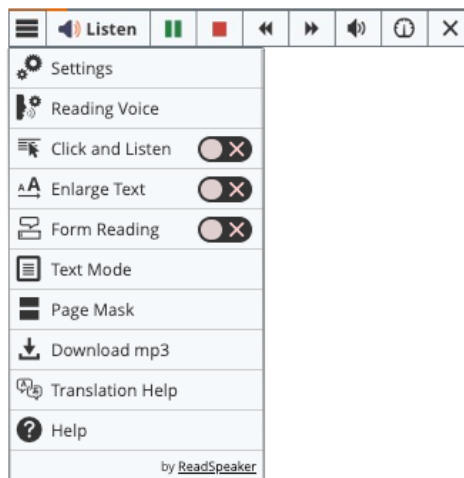 Listen
Settings
Reading Voice
Click and Listen
Enlarge Text
Form Reading
Text Mode
Page Mask
Download mp3
Translation Help
Help
by ReadSpeaker